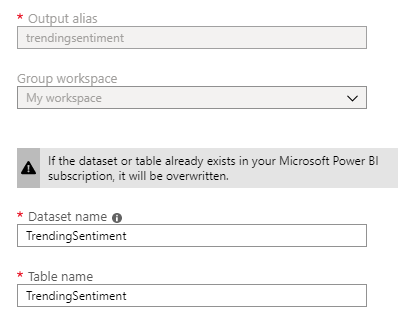 * Output alias
trendingsentiment
Group workspace
My workspace
If the dataset or table already exists in your Microsoft Power BI
subscription, it will be overwritten.
* Dataset name
TrendingSentiment
* Table name
TrendingSentiment